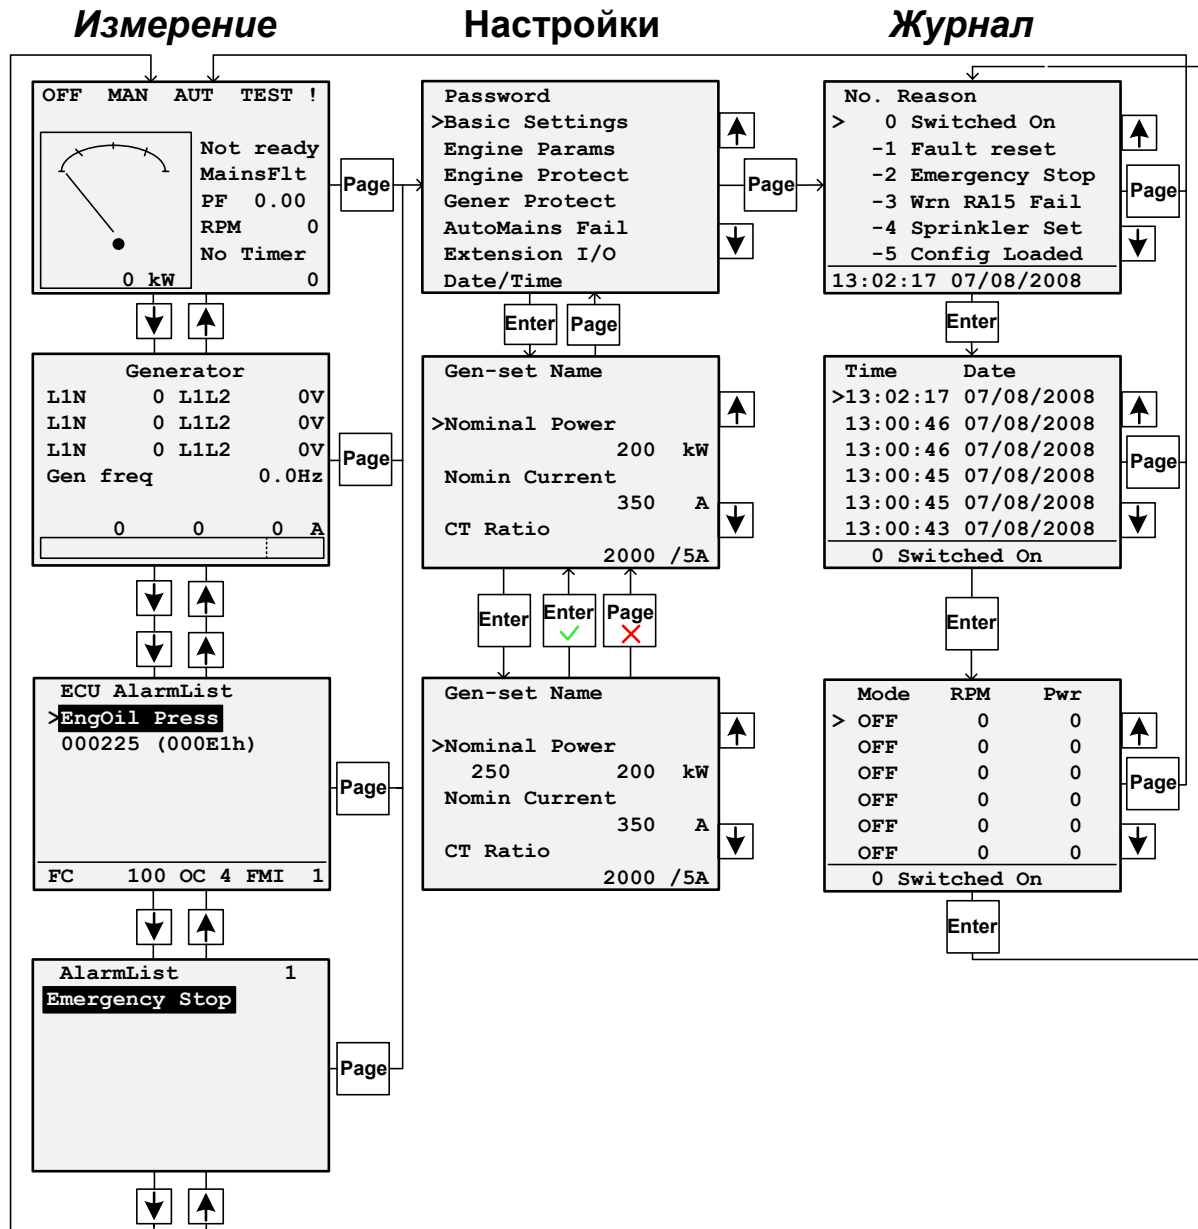 Измерение
Настройки
Журнал
OFF MAN AUT TEST !
Not ready
MainsFlt
PF 0.00
RPM 0
No Timer
0 kW 0
Page
Generator
L1N 0 L1L2 0V
L1N 0 L1L2 0V
L1N 0 L1L2 0V
Gen freq 0.0Hz
0 0 0 A
Page
ECU AlarmList
>EngOil Press
000225 (000E1h)
FC 100 OC 4 FMI 1
Page
AlarmList 1
Emergency Stop
Page
Password
>Basic Settings
Engine Params
Engine Protect
Gener Protect
AutoMains Fail
Extension I/O
Date/Time
Page
Enter
Page
Gen-set Name
>Nominal Power
200 kW
Nomin Current
350 A
CT Ratio
2000 /5A
Enter
Enter
Page
Gen-set Name
>Nominal Power
250 200 kW
Nomin Current
350 A
CT Ratio
2000 /5A
No. Reason
> 0 Switched On
-1 Fault reset
-2 Emergency Stop
-3 Wrn RA15 Fail
-4 Sprinkler Set
-5 Config Loaded
13:02:17 07/08/2008
Page
Enter
Time Date
>13:02:17 07/08/2008
13:00:46 07/08/2008
13:00:46 07/08/2008
13:00:45 07/08/2008
13:00:45 07/08/2008
13:00:43 07/08/2008
0 Switched On
Page
Enter
Mode RPM Pwr
> OFF 0 0
OFF 0 0
OFF 0 0
OFF 0 0
OFF 0 0
OFF 0 0
0 Switched On
Page
Enter